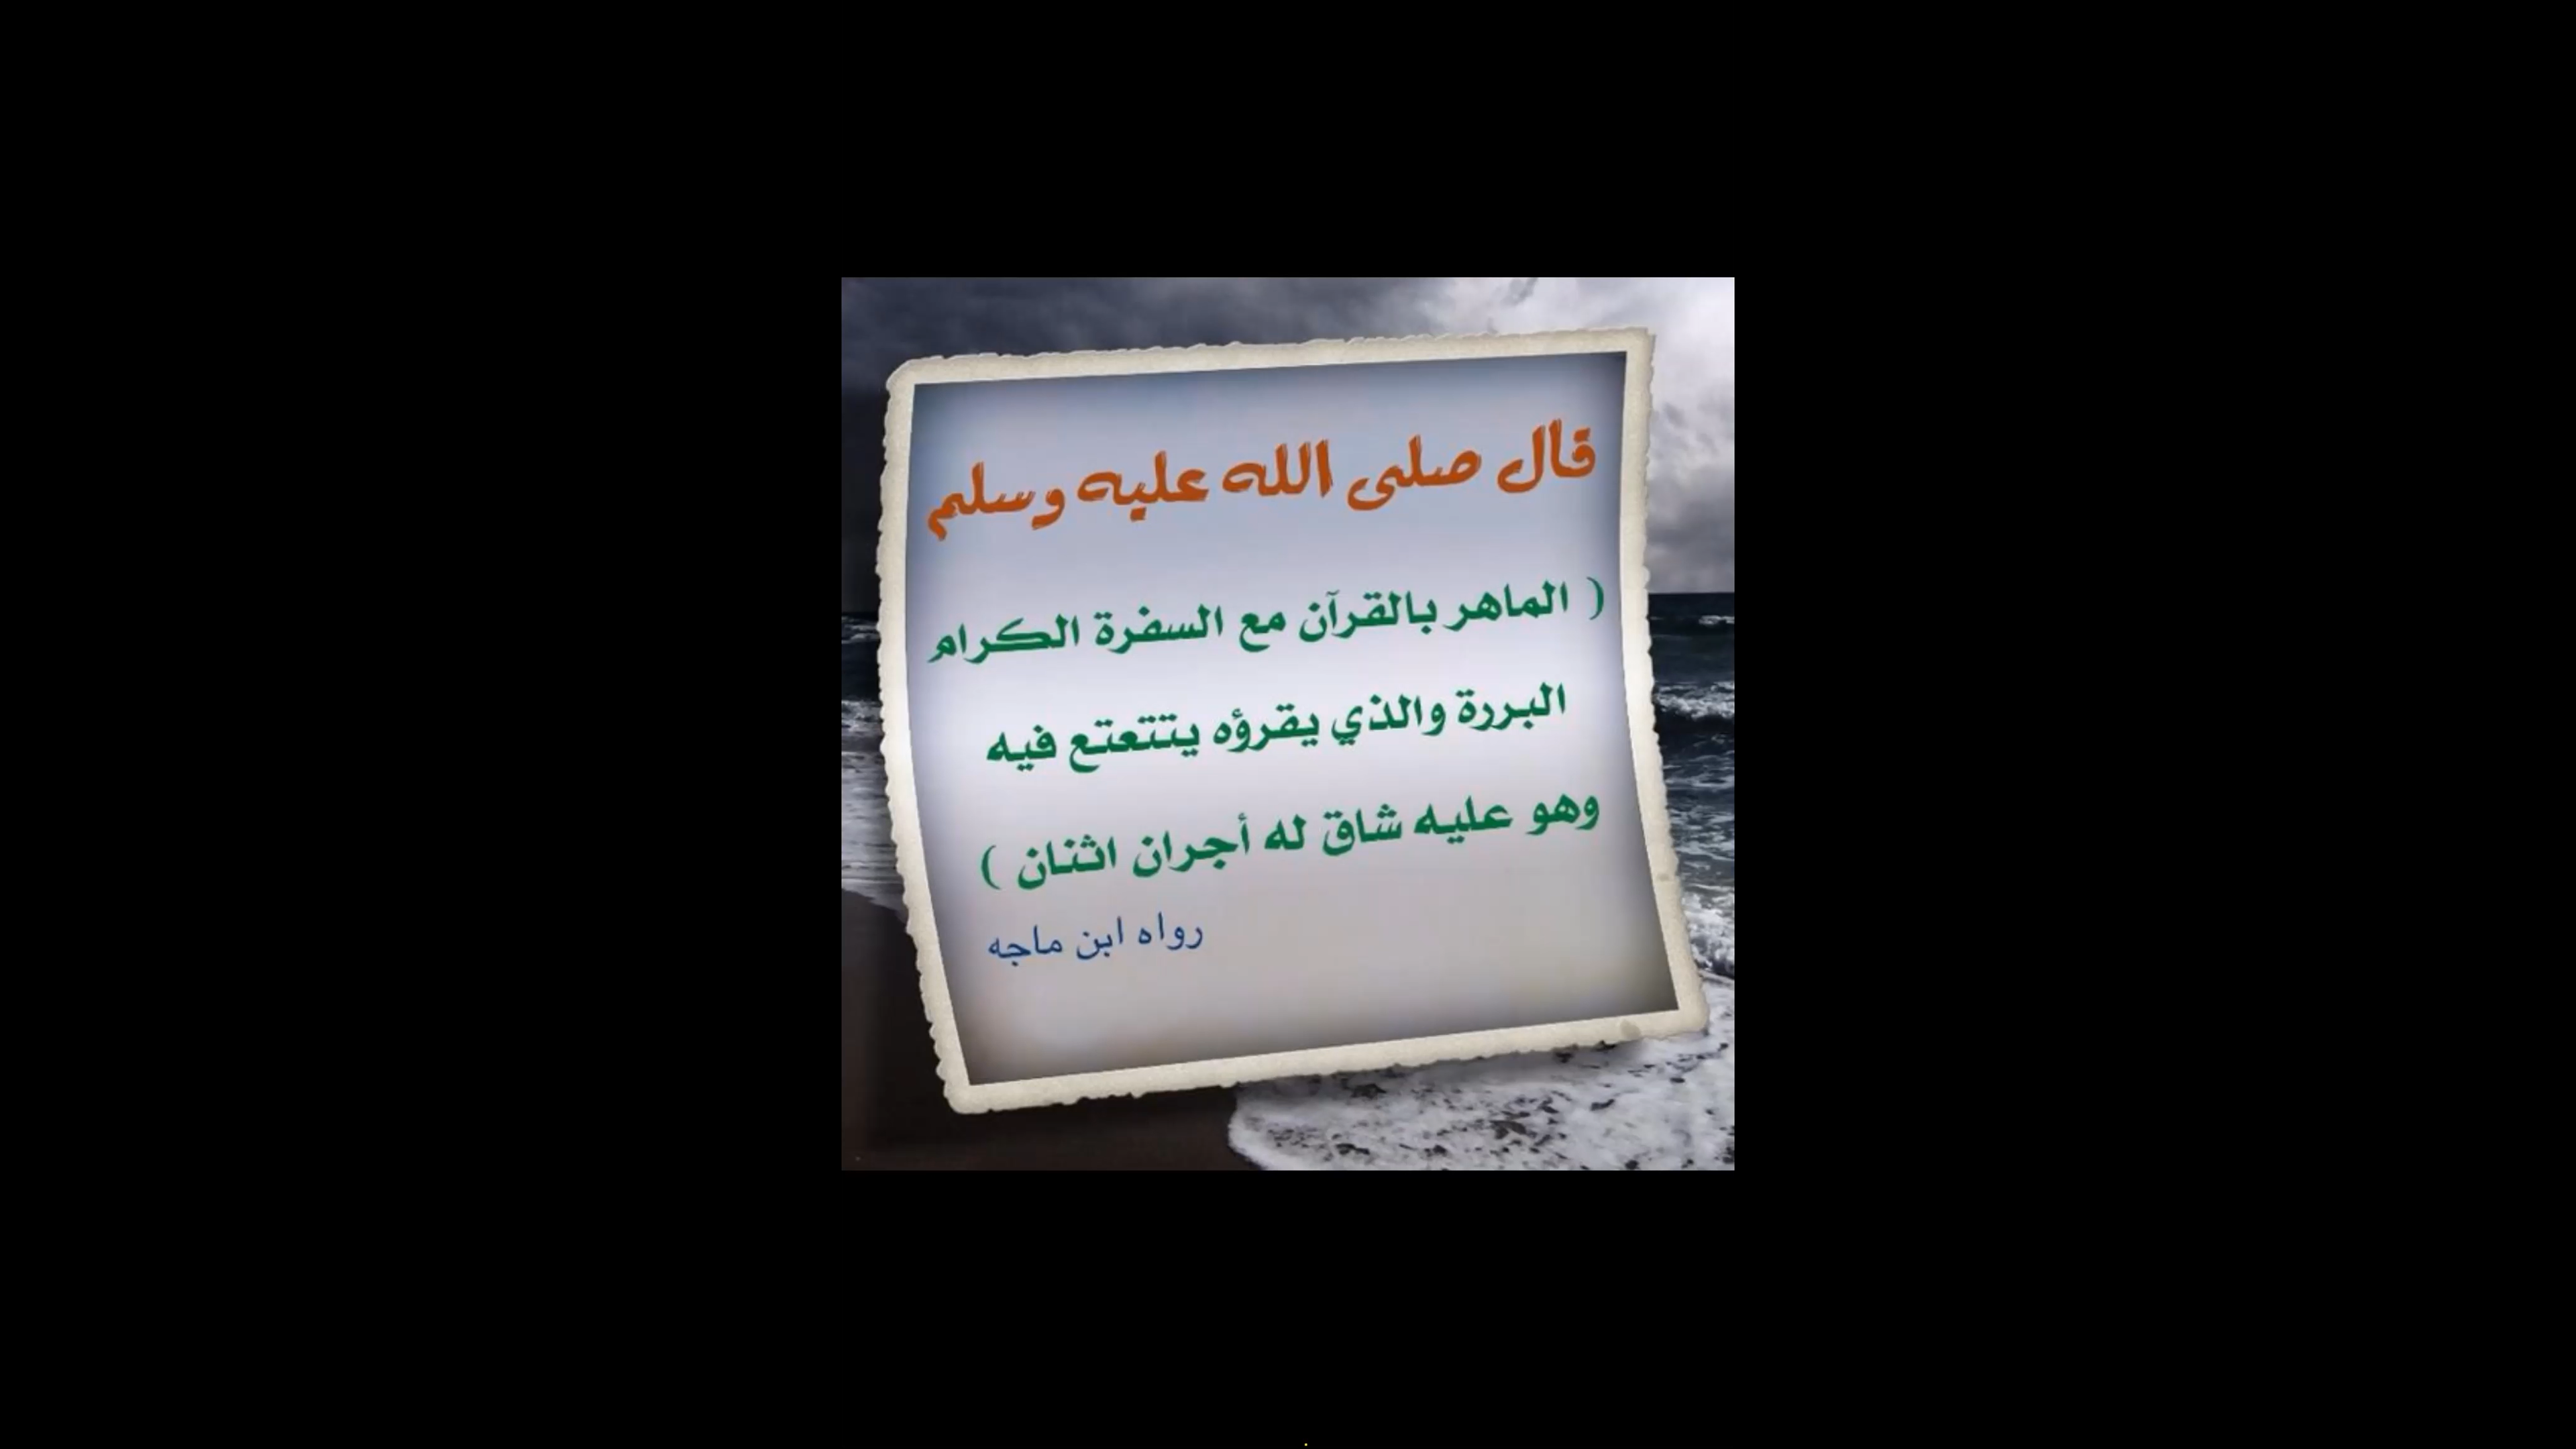 قال صلى الله عليه وسلم
( الماهر بالقرآن مع السفرة الكرام
البررة والذي يقرؤه يتتعتع فيه
وهو عليه شاق له أجران اثنان )
رواه ابن ماجه